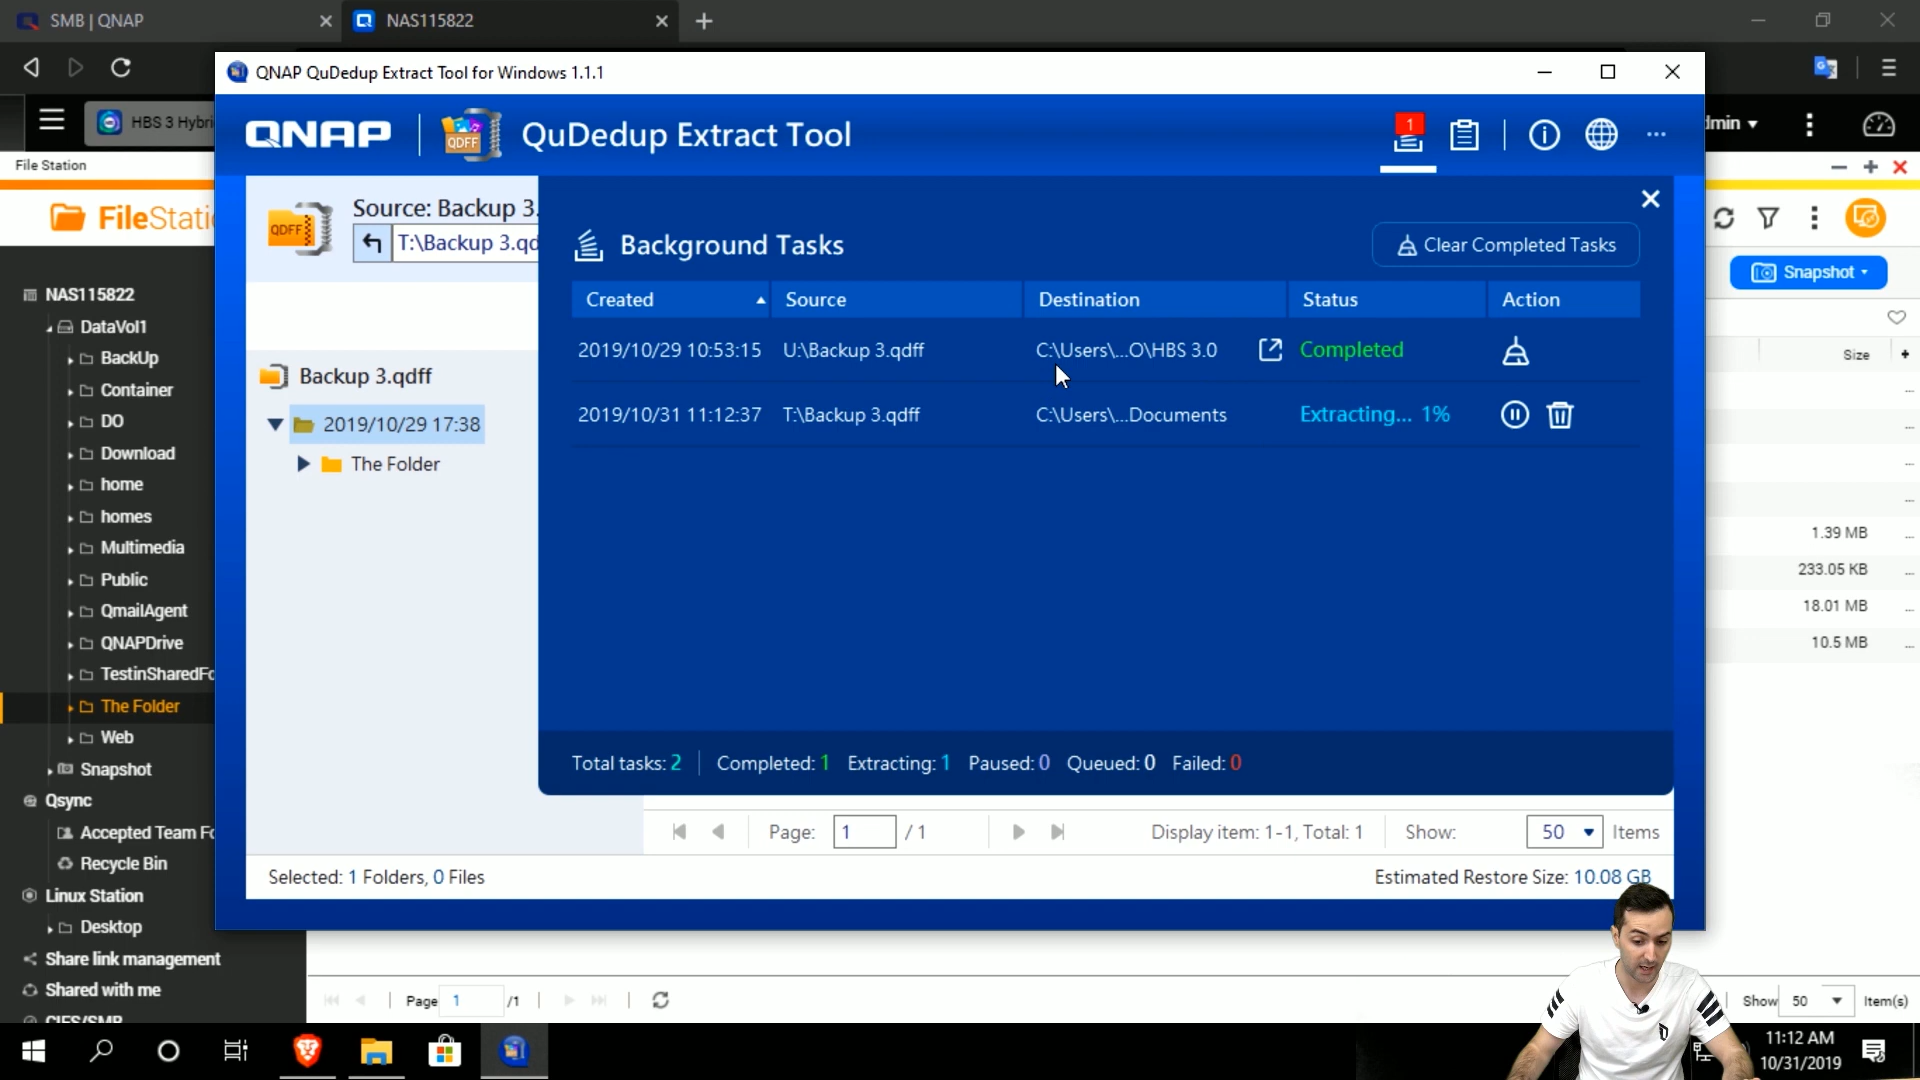 SMB | QNAP
NAS115822
QNAP QuDedup Extract Tool for Windows 1.1.1
HBS 3 Hybri
QNAP
QDFF
QuDedup Extract Tool
1
dmin
File Station
FileStati
QDFF
Source: Backup 3.
T:\Backup 3.qd
Background Tasks
Clear Completed Tasks
Snapshot
Created
Source
Destination
Status
Action
2019/10/29 10:53:15
U:\Backup 3.qdff
C:\Users\...O\HBS 3.0
Completed
2019/10/31 11:12:37
T:\Backup 3.qdff
C:\Users\...Documents
Extracting... 1%
Backup 3.qdff
2019/10/29 17:38
The Folder
NAS115822
DataVol1
BackUp
Container
DO
Download
home
homes
Multimedia
Public
QmailAgent
QNAPDrive
TestinSharedFo
The Folder
Web
Snapshot
Qsync
Accepted Team Fo
Recycle Bin
Linux Station
Desktop
Share link management
Shared with me
CIFS/SMB
Size
1.39 MB
233.05 KB
18.01 MB
10.5 MB
Total tasks: 2
Completed: 1
Extracting: 1
Paused: 0
Queued: 0
Failed: 0
Page: 1 / 1
Display item: 1-1, Total: 1
Show: 50 Items
Selected: 1 Folders, 0 Files
Estimated Restore Size: 10.08 GB
Page 1 /1
Show 50 Item(s)
11:12 AM
10/31/2019